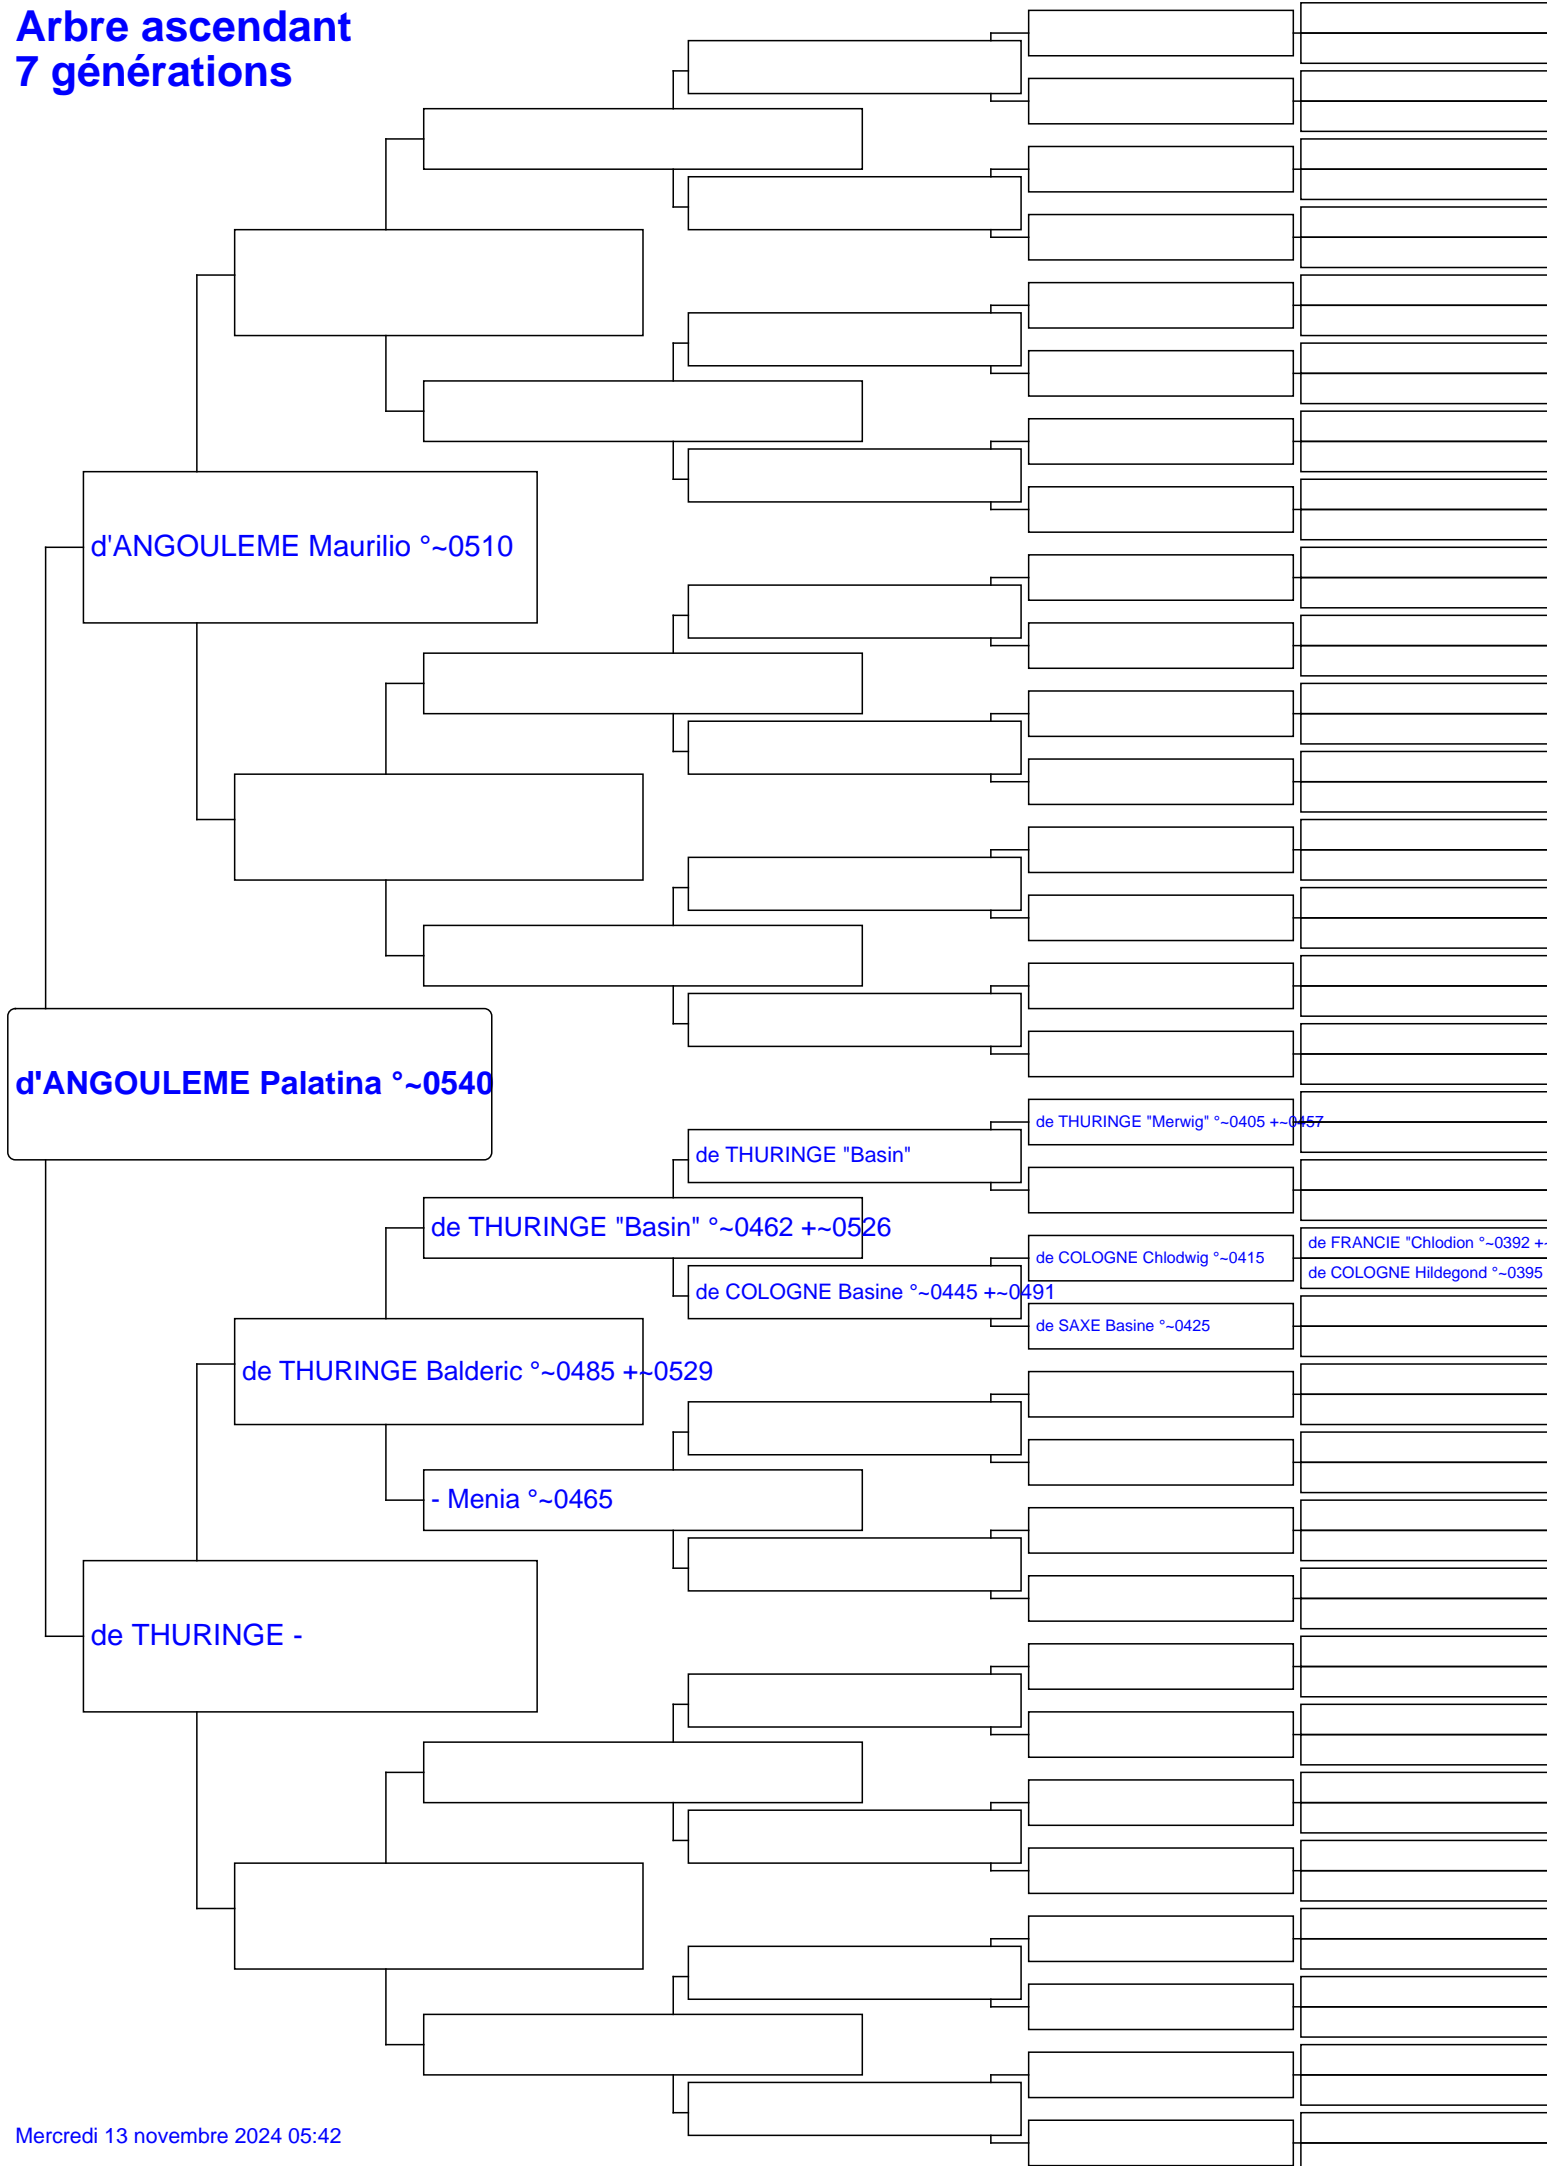 Arbre ascendant
7 générations
d'ANGOULEME Maurilio °~0510
d'ANGOULEME Palatina °~0540
de THURINGE "Merwig" °~0405 +~0457
de THURINGE "Basin"
de THURINGE "Basin" °~0462 +~0526
de FRANCIE "Chlodion °~0392 +~
de COLOGNE Chlodwig °~0415
de COLOGNE Hildegond °~0395
de COLOGNE Basine °~0445 +~0491
de SAXE Basine °~0425
de THURINGE Balderic °~0485 +~0529
- Menia °~0465
de THURINGE -
Mercredi 13 novembre 2024 05:42